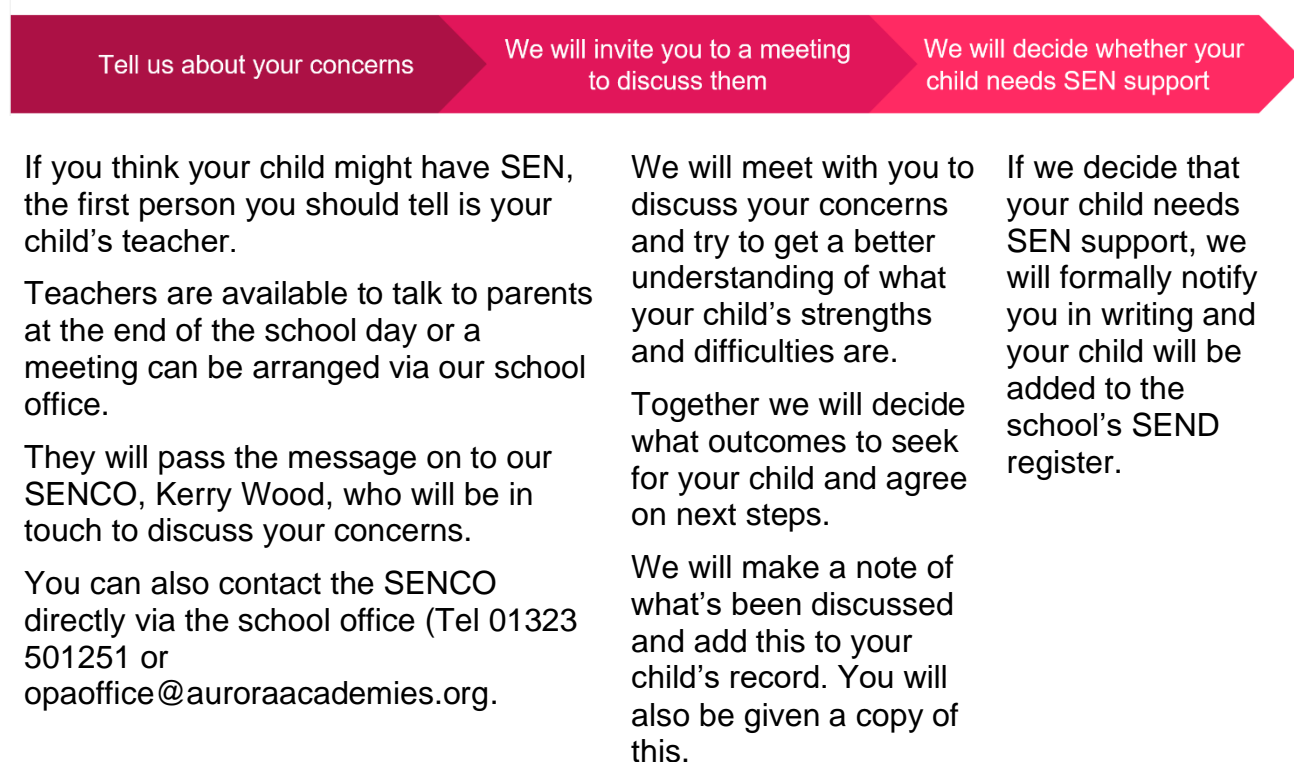 Tell us about your concerns
We will invite you to a meeting
to discuss them
We will decide whether your
child needs SEN support
If you think your child might have SEN,
the first person you should tell is your
child’s teacher.
Teachers are available to talk to parents
at the end of the school day or a
meeting can be arranged via our school
office.
They will pass the message on to our
SENCO, Kerry Wood, who will be in
touch to discuss your concerns.
You can also contact the SENCO
directly via the school office (Tel 01323
501251 or
opaoffice@auroraacademies.org.
We will meet with you to
discuss your concerns
and try to get a better
understanding of what
your child’s strengths
and difficulties are.
Together we will decide
what outcomes to seek
for your child and agree
on next steps.
We will make a note of
what’s been discussed
and add this to your
child’s record. You will
also be given a copy of
this.
If we decide that
your child needs
SEN support, we
will formally notify
you in writing and
your child will be
added to the
school’s SEND
register.